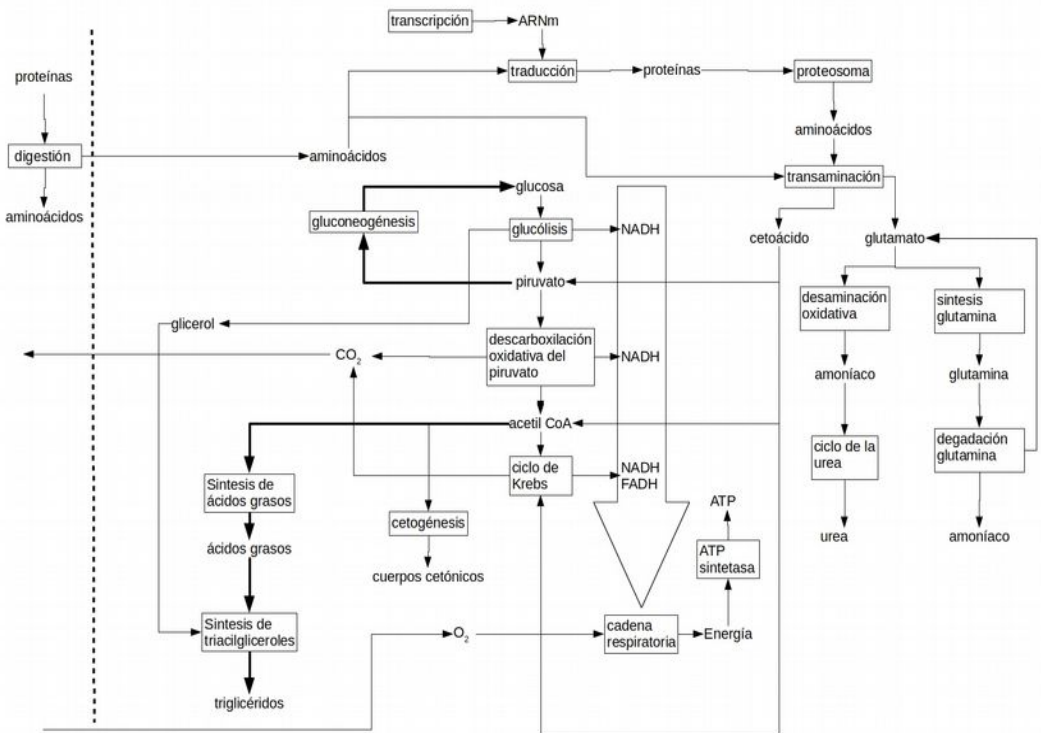 transcripción
ARNm
proteínas
traducción
proteínas
proteosoma
aminoácidos
digestión
aminoácidos
transaminación
aminoácidos
glucosa
gluconeogénesis
glucólisis
NADH
cetoácido
glutamato
piruvato
desaminación
oxidativa
sintesis
glutamina
glicerol
descarboxilación
oxidativa del
piruvato
CO2
NADH
amoníaco
glutamina
acetil CoA
ciclo de la
urea
degadación
glutamina
ciclo de
Krebs
NADH
FADH
Sintesis de
ácidos grasos
ATP
cetogénesis
urea
amoníaco
ácidos grasos
ATP
sintetasa
cuerpos cetónicos
Sintesis de
triacilgliceroles
O2
cadena
respiratoria
Energía
triglicéridos